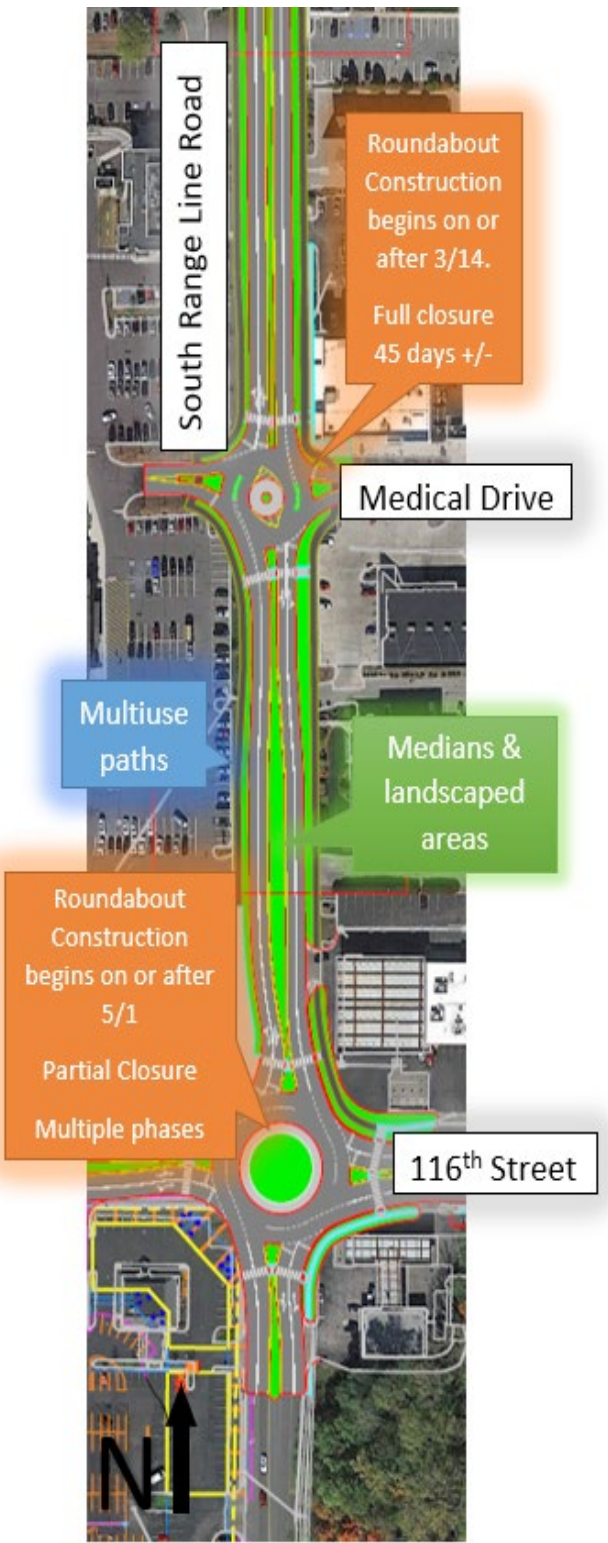 South Range Line Road
Roundabout
Construction
begins on or
after 3/14.
Full closure
45 days +/-
Medical Drive
Multiuse
paths
Medians &
landscaped
areas
Roundabout
Construction
begins on or after
5/1
Partial Closure
Multiple phases
116th Street
N